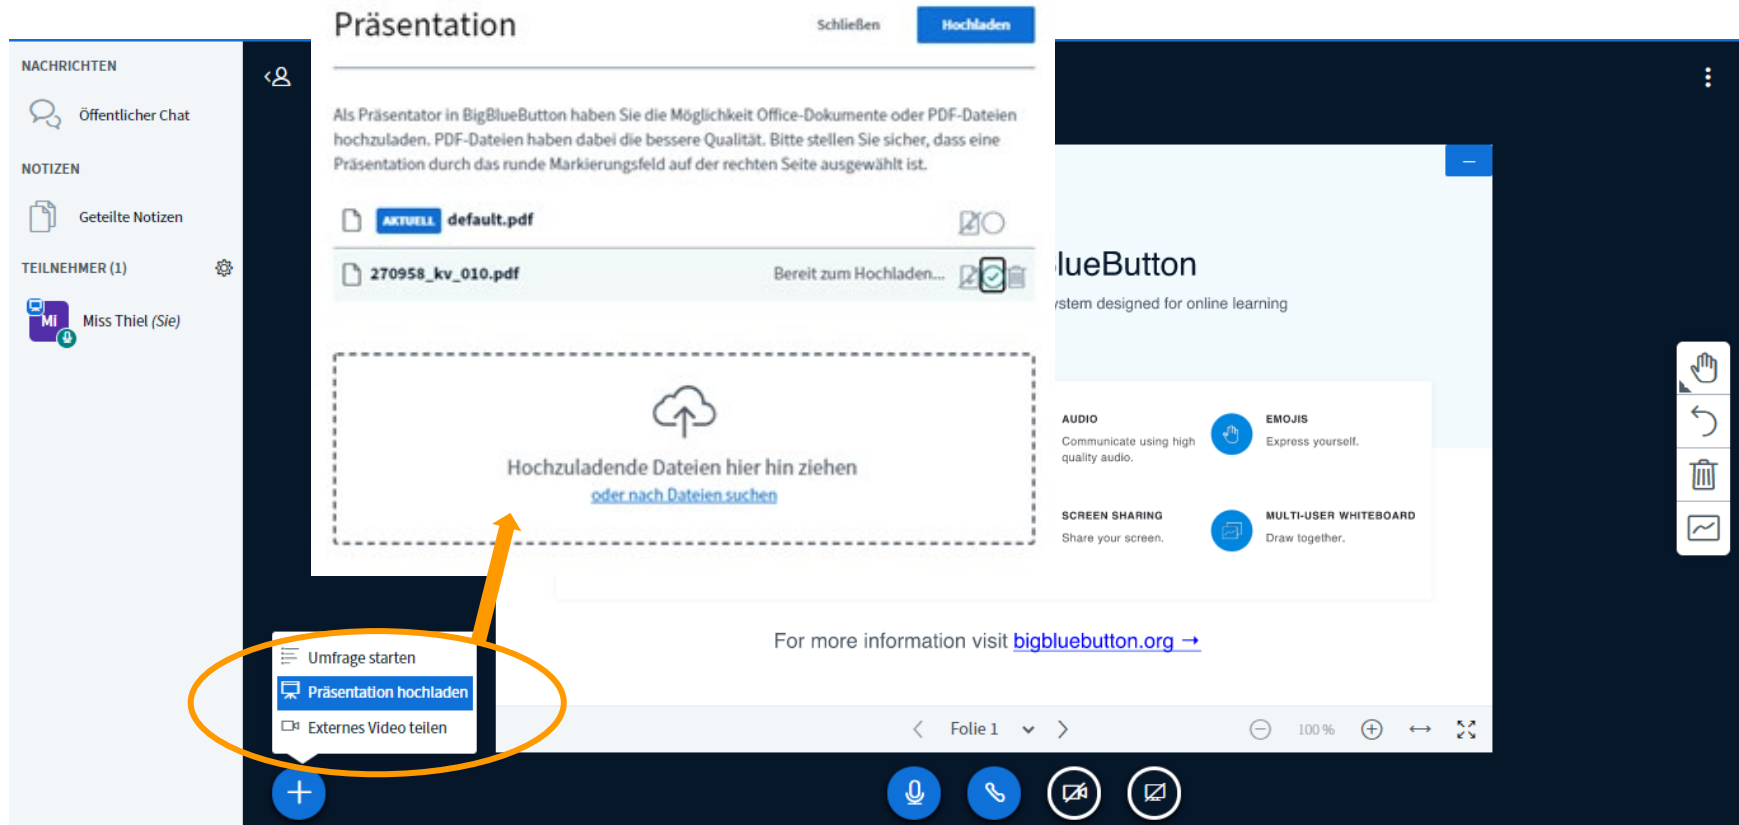 Präsentation
Schließen
Hochladen
NACHRICHTEN
Öffentlicher Chat
NOTIZEN
Geteilte Notizen
TEILNEHMER (1)
Mi
Miss Thiel (Sie)
Als Präsentator in BigBlueButton haben Sie die Möglichkeit Office-Dokumente oder PDF-Dateien
hochzuladen. PDF-Dateien haben dabei die bessere Qualität. Bitte stellen Sie sicher, dass eine
Präsentation durch das runde Markierungsfeld auf der rechten Seite ausgewählt ist.
AKTUELL default.pdf
270958_kv_010.pdf Bereit zum Hochladen...
Hochzuladende Dateien hier hin ziehen
oder nach Dateien suchen
lueButton
ystem designed for online learning
AUDIO
Communicate using high
quality audio.
EMOJIS
Express yourself.
SCREEN SHARING
Share your screen.
MULTI-USER WHITEBOARD
Draw together.
For more information visit bigbluebutton.org →
Umfrage starten
Präsentation hochladen
Externes Video teilen
Folie 1
100 %